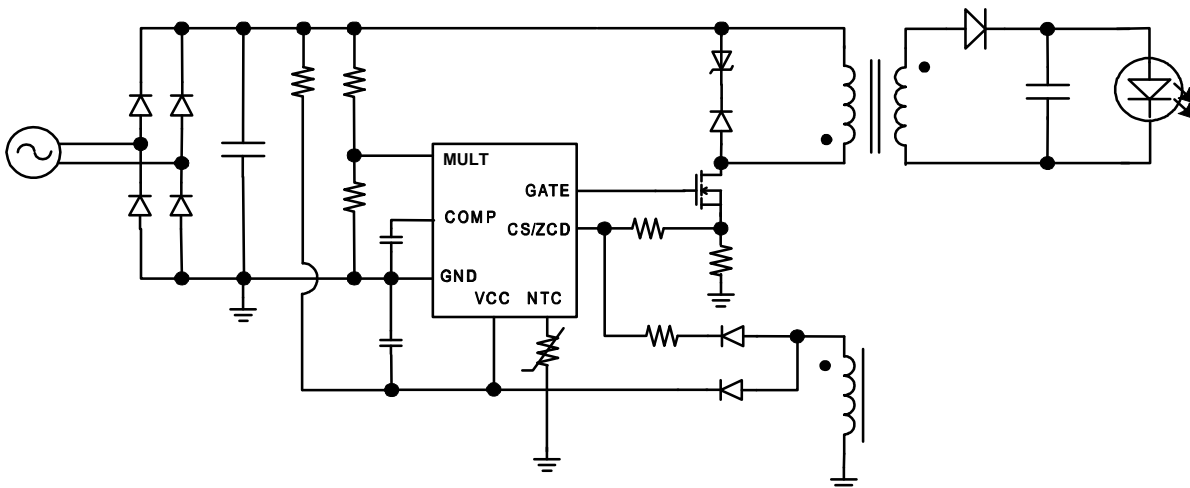 MULT
GATE
COMP
CS/ZCD
GND
VCC NTC